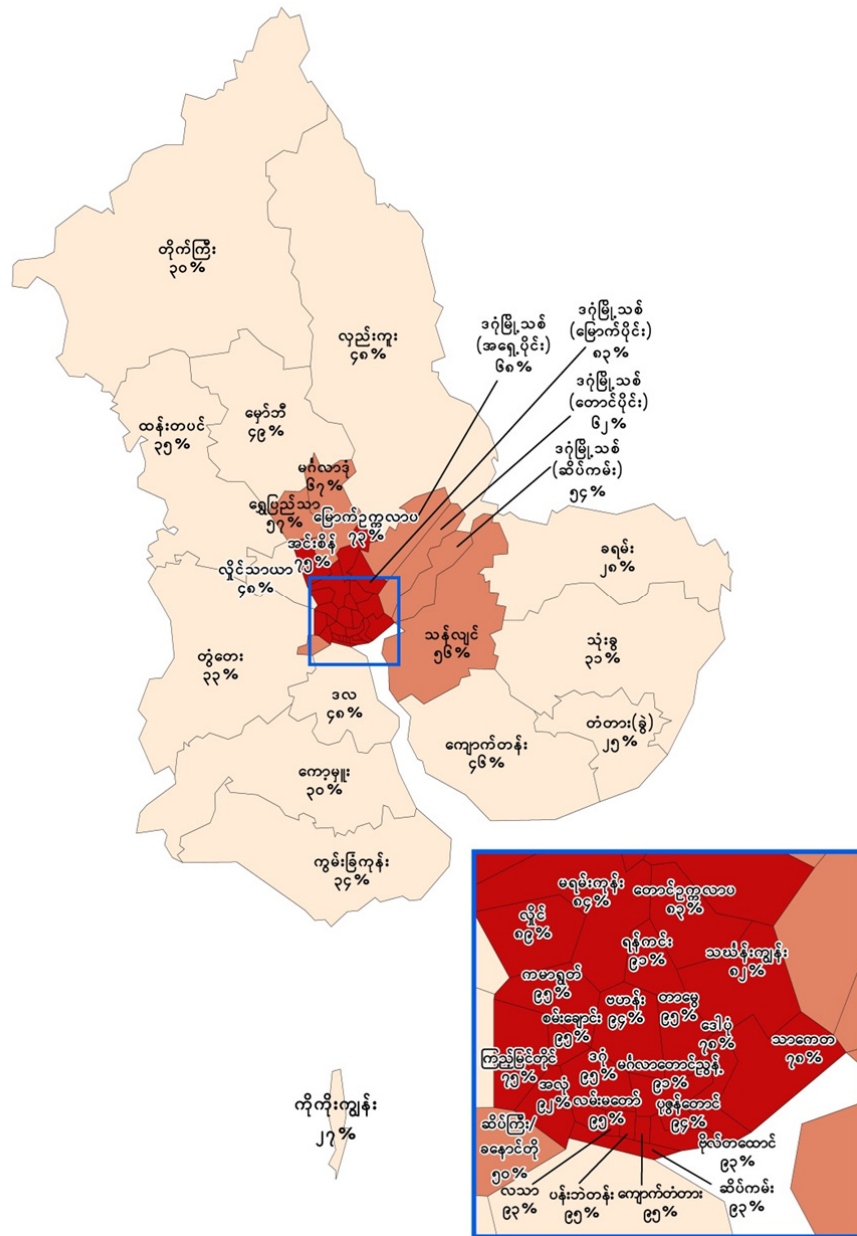 တိုက်ကြီး
၃၀%
လှည်းကူး
၄၈%
ဒဂုံမြို့သစ်
(အရှေ့ပိုင်း)
၆၈%
ဒဂုံမြို့သစ်
(မြောက်ပိုင်း)
၈၃%
ဒဂုံမြို့သစ်
(တောင်ပိုင်း)
၆၂%
ဒဂုံမြို့သစ်
(ဆိပ်ကမ်း)
၅၄%
ထန်းတပင်
၃၅%
မှော်ဘီ
၄၉%
မင်္ဂလာဒုံ
၆၇%
ရွှေပြည်သာ
၅၇%
မြောက်ဥက္ကလာပ
၇၃%
အင်းစိန်
၇၅%
လှိုင်သာယာ
၄၈%
ခရမ်း
၂၈%
သန်လျင်
၅၆%
သုံးခွ
၃၁%
တွံတေး
၃၃%
ဒလ
၄၈%
တံတား(ခွဲ)
၂၅%
ကျောက်တန်း
၄၆%
ကော့မှူး
၃၀%
ကွမ်းခြံကုန်း
၃၄%
ကိုကိုးကျွန်း
၂၇%
မရမ်းကုန်း
၈၄%
တောင်ဥက္ကလာပ
၈၃%
လှိုင်
၈၉%
ရန်ကင်း
၉၁%
သင်္ဃန်းကျွန်း
၈၂%
ကမာရွတ်
၉၅%
ဗဟန်း
၉၄%
တာမွေ
၉၅%
စမ်းချောင်း
၉၅%
ဒေါပုံ
၇၈%
သာကေတ
၇၈%
ကြည့်မြင်တိုင်
၇၅%
ဒဂုံ
၉၅%
မင်္ဂလာတောင်ညွန့်
၉၁%
အလုံ
၉၂%
လမ်းမတော်
၉၅%
ပုဇွန်တောင်
၉၄%
ဆိပ်ကြီး/
ခနောင်တို
၅၀%
ဗိုလ်တထောင်
၉၃%
လသာ
၉၃%
ပန်းဘဲတန်း
၉၅%
ကျောက်တံတား
၉၅%
ဆိပ်ကမ်း
၉၃%